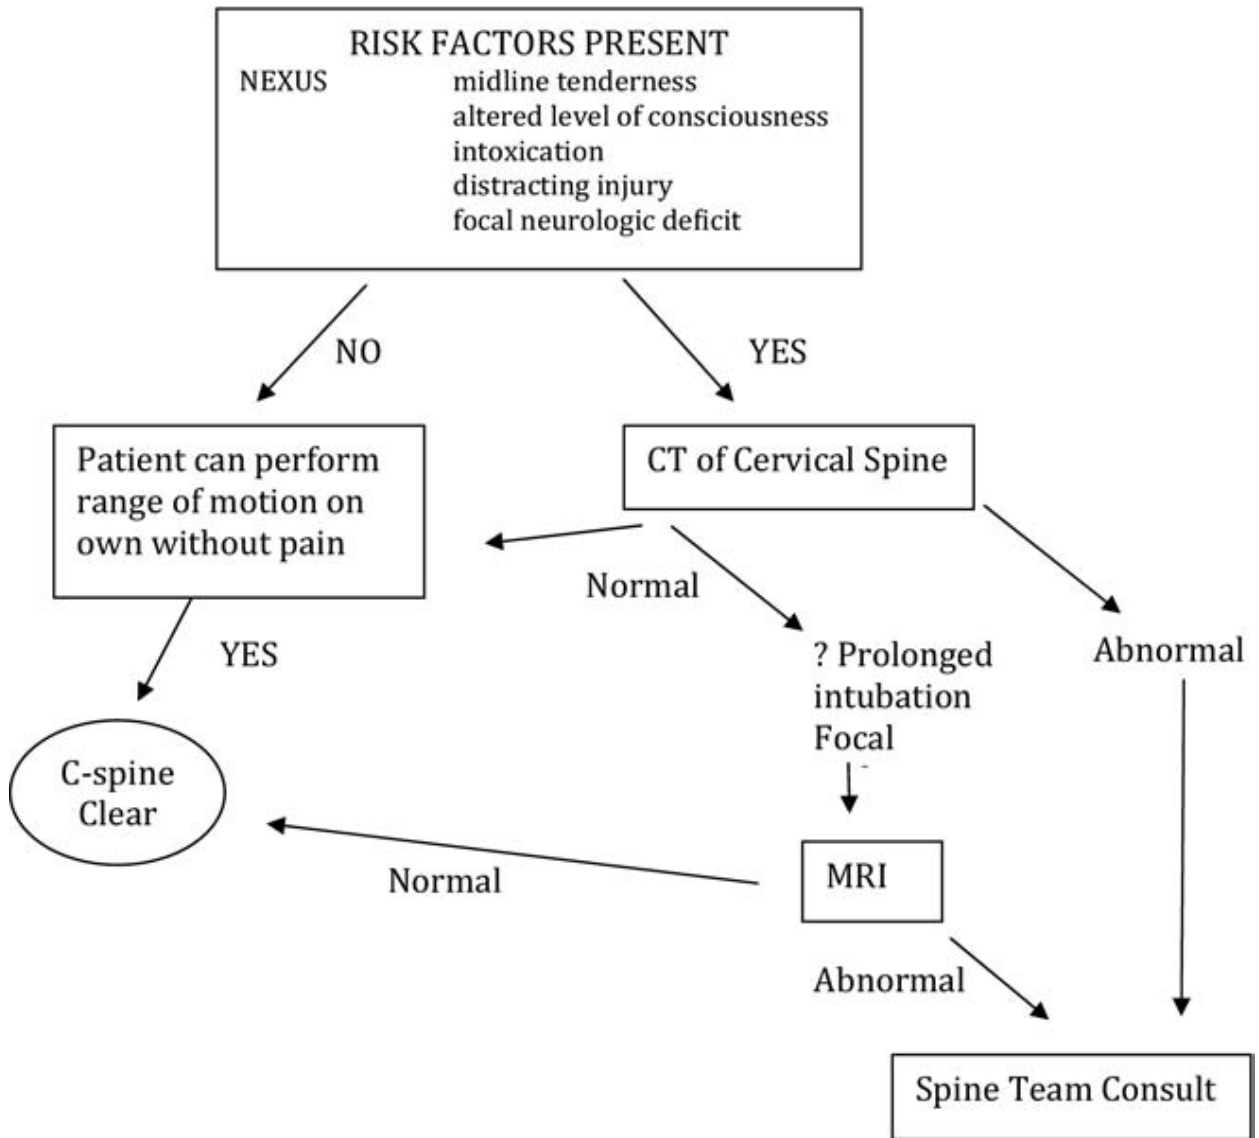 RISK FACTORS PRESENT
NEXUS midline tenderness
altered level of consciousness
intoxication
distracting injury
focal neurologic deficit
NO
YES
Patient can perform
range of motion on
own without pain
CT of Cervical Spine
Normal
YES
? Prolonged
intubation
Focal
Abnormal
C-spine
Clear
Normal
MRI
Abnormal
Spine Team Consult